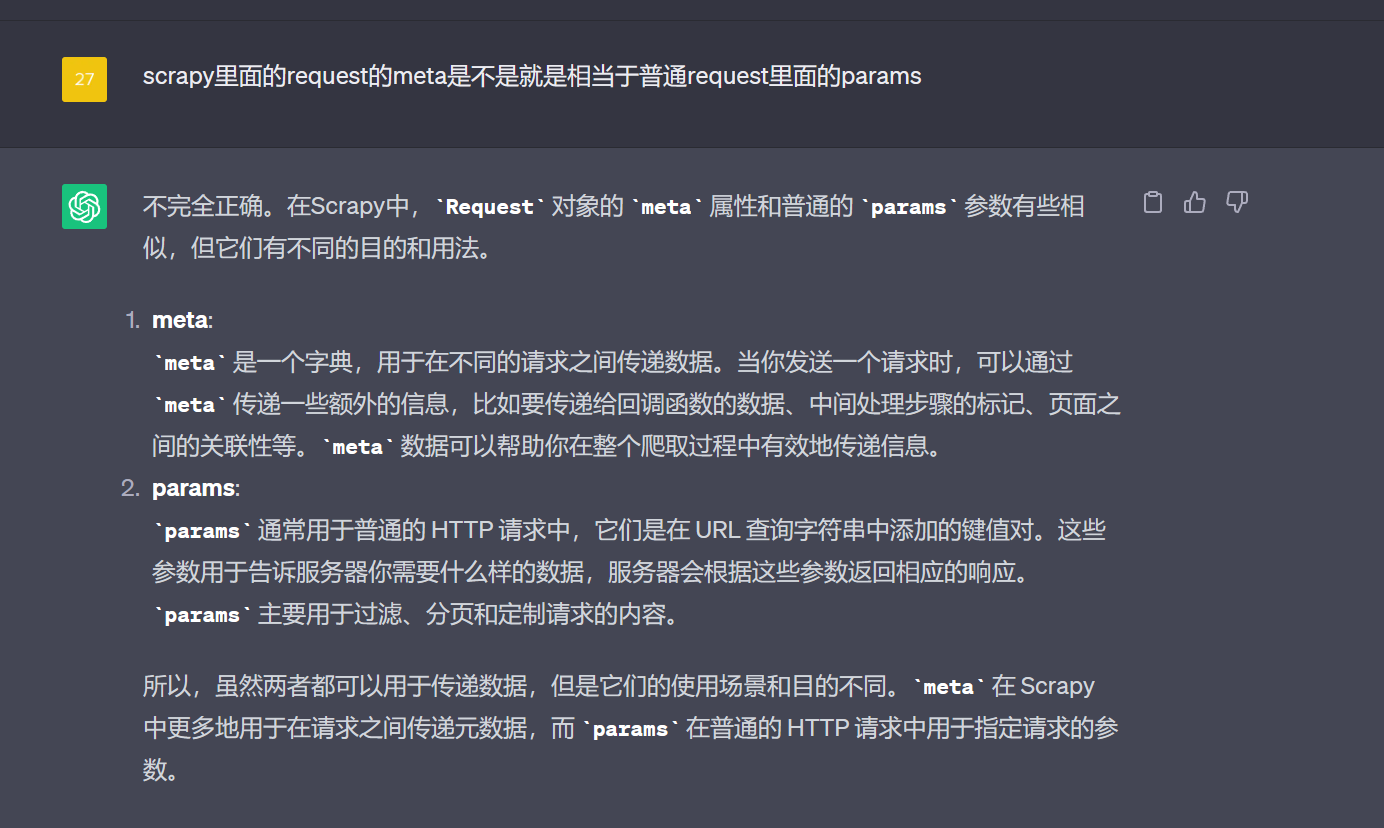 27
scrapy里面的request的meta是不是就是相当于普通request里面的params
不完全正确。在Scrapy中，`Request` 对象的 `meta` 属性和普通的 `params` 参数有些相
似，但它们有不同的目的和用法。
1. meta:
`meta` 是一个字典，用于在不同的请求之间传递数据。当你发送一个请求时，可以通过
`meta` 传递一些额外的信息，比如要传递给回调函数的数据、中间处理步骤的标记、页面之
间的关联性等。`meta` 数据可以帮助你在整个爬取过程中有效地传递信息。
2. params:
`params` 通常用于普通的 HTTP 请求中，它们是在 URL 查询字符串中添加的键值对。这些
参数用于告诉服务器你需要什么样的数据，服务器会根据这些参数返回相应的响应。
`params` 主要用于过滤、分页和定制请求的内容。
所以，虽然两者都可以用于传递数据，但是它们的使用场景和目的不同。`meta` 在 Scrapy
中更多地用于在请求之间传递元数据，而 `params` 在普通的 HTTP 请求中用于指定请求的参
数。